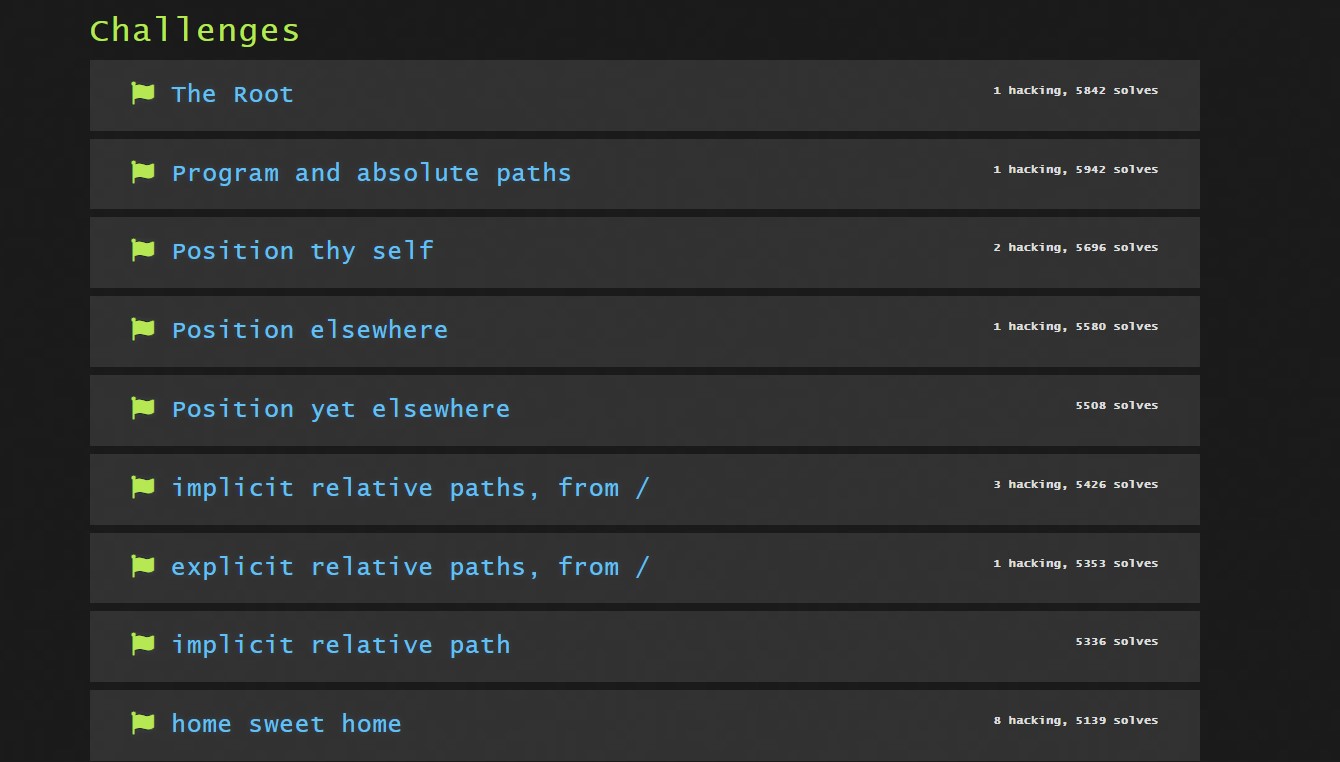 Challenges
The Root
1 hacking, 5842 solves
Program and absolute paths
1 hacking, 5942 solves
Position thy self
2 hacking, 5696 solves
Position elsewhere
1 hacking, 5580 solves
Position yet elsewhere
5508 solves
implicit relative paths, from /
3 hacking, 5426 solves
explicit relative paths, from /
1 hacking, 5353 solves
implicit relative path
5336 solves
home sweet home
8 hacking, 5139 solves